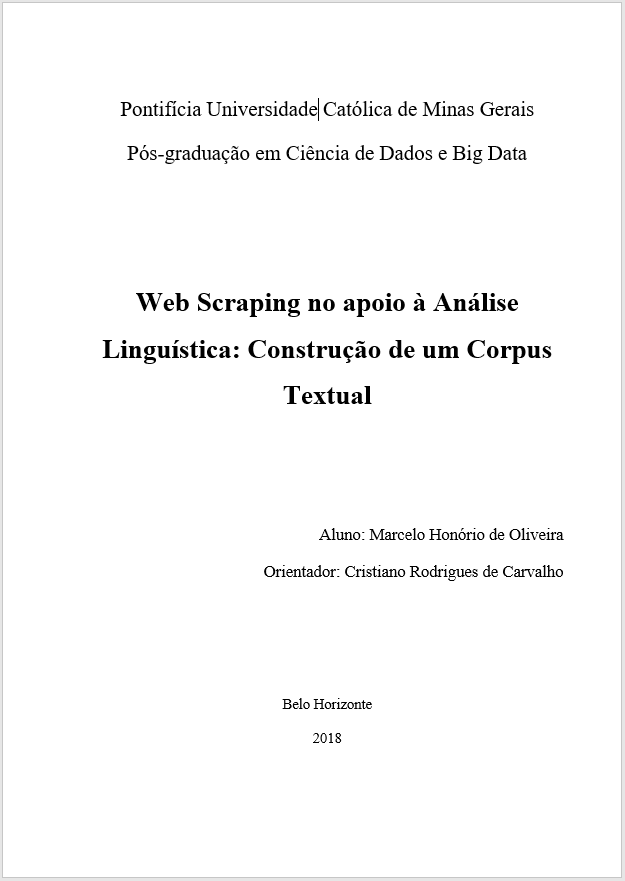 Pontifícia Universidade Católica de Minas Gerais
Pós-graduação em Ciência de Dados e Big Data
Web Scraping no apoio à Análise
Linguística: Construção de um Corpus
Textual
Aluno: Marcelo Honório de Oliveira
Orientador: Cristiano Rodrigues de Carvalho
Belo Horizonte
2018